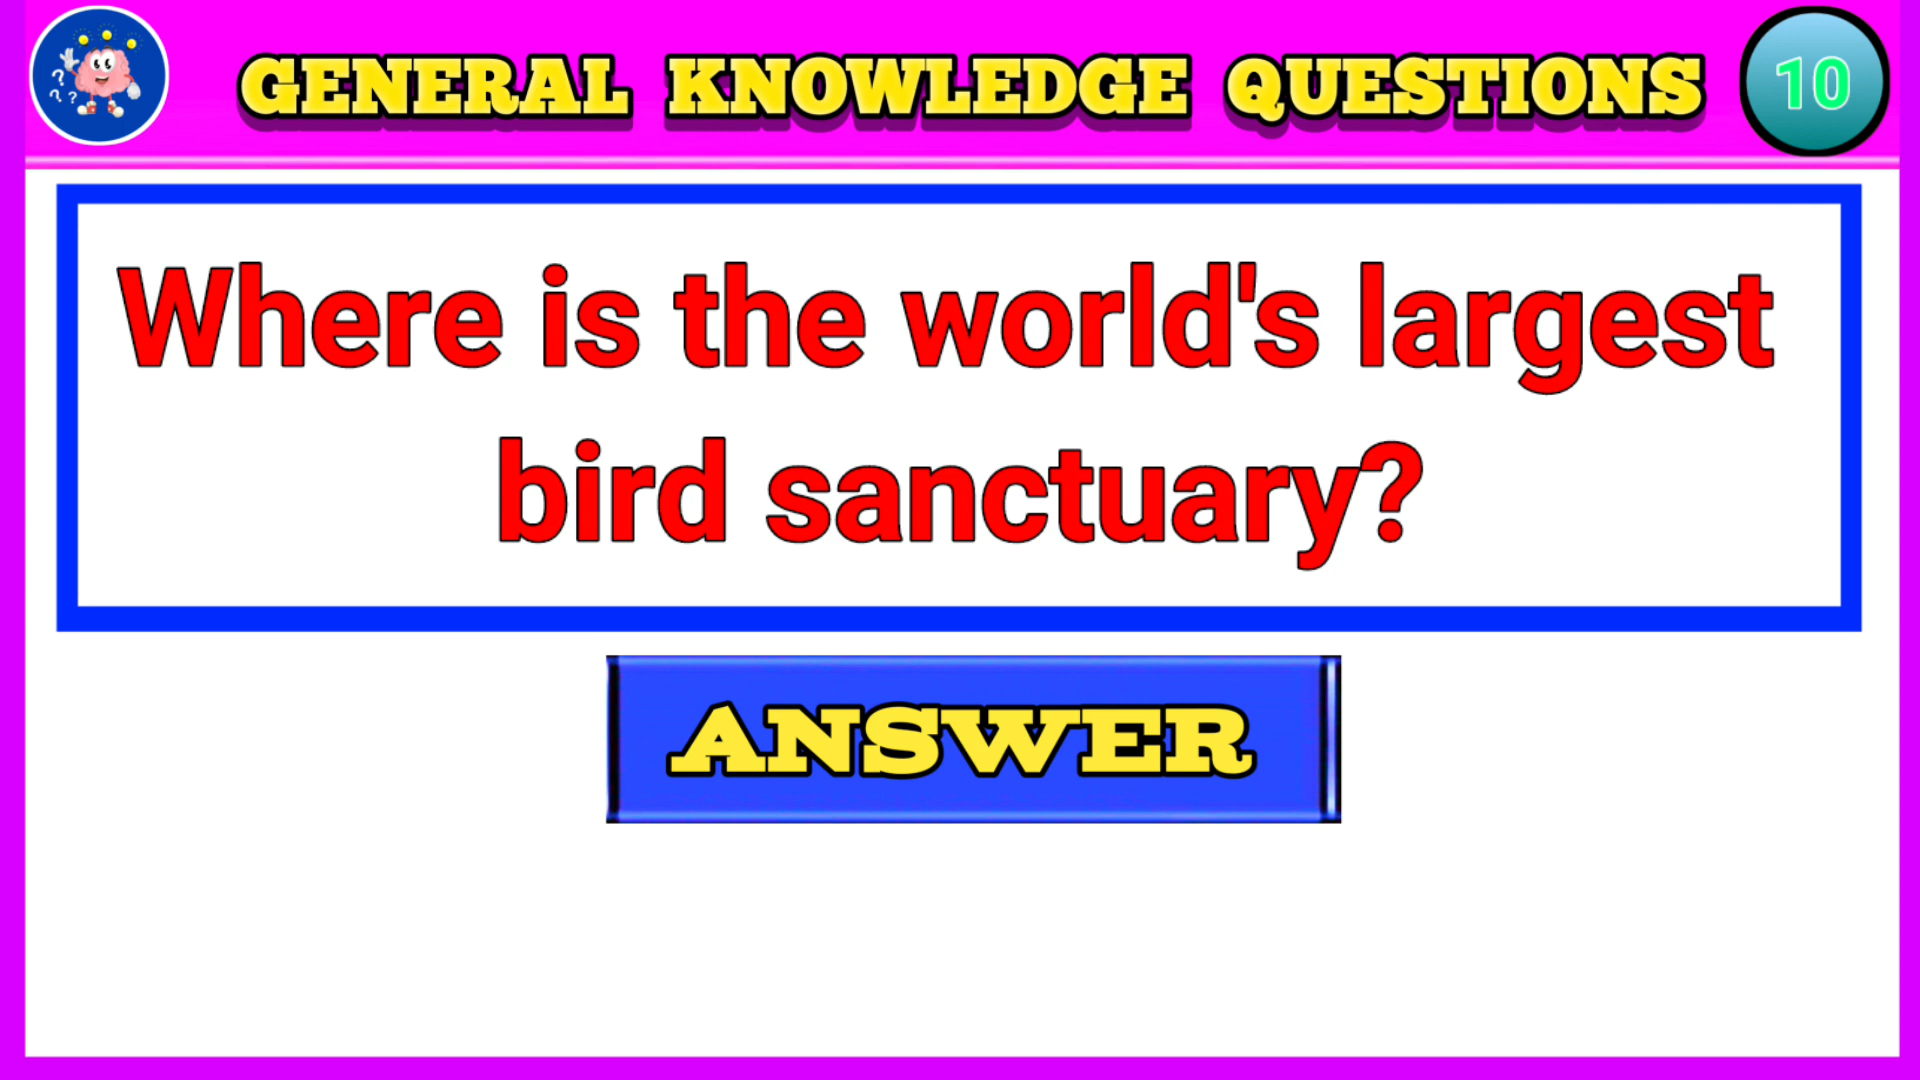 GENERAL KNOWLEDGE QUESTIONS
10
Where is the world's largest
bird sanctuary?
ANSWER